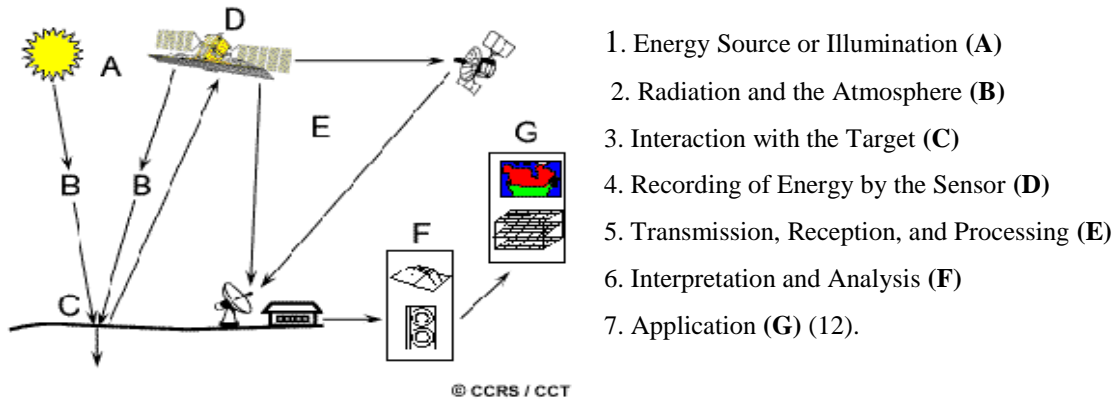 D
A
E
G
B
B
F
C
© CCRS / CCT
1. Energy Source or Illumination (A)
2. Radiation and the Atmosphere (B)
3. Interaction with the Target (C)
4. Recording of Energy by the Sensor (D)
5. Transmission, Reception, and Processing (E)
6. Interpretation and Analysis (F)
7. Application (G) (12).